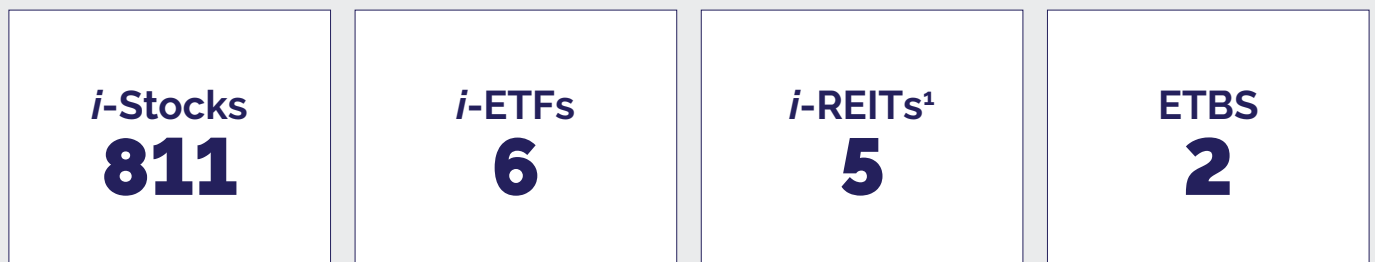 i-Stocks
811
i-ETFs
6
i-REITs¹
5
ETBS
2